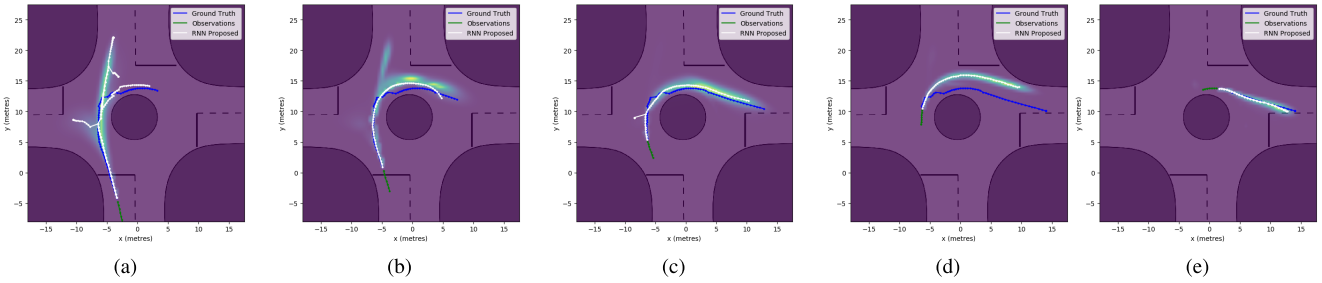 Ground Truth
Observations
RNN Proposed
25
20
15
10
5
0
−5
y (metres)
−15 −10 −5 0 5 10 15
x (metres)
(a)
Ground Truth
Observations
RNN Proposed
25
20
15
10
5
0
−5
y (metres)
−15 −10 −5 0 5 10 15
x (metres)
(b)
Ground Truth
Observations
RNN Proposed
25
20
15
10
5
0
−5
y (metres)
−15 −10 −5 0 5 10 15
x (metres)
(c)
Ground Truth
Observations
RNN Proposed
25
20
15
10
5
0
−5
y (metres)
−15 −10 −5 0 5 10 15
x (metres)
(d)
Ground Truth
Observations
RNN Proposed
25
20
15
10
5
0
−5
y (metres)
−15 −10 −5 0 5 10 15
x (metres)
(e)